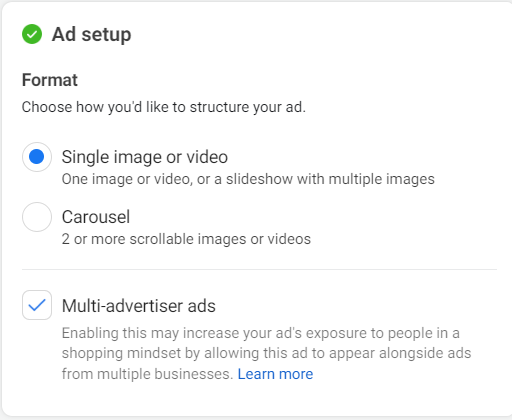 Ad setup
Format
Choose how you'd like to structure your ad.
Single image or video
One image or video, or a slideshow with multiple images
Carousel
2 or more scrollable images or videos
Multi-advertiser ads
Enabling this may increase your ad's exposure to people in a
shopping mindset by allowing this ad to appear alongside ads
from multiple businesses. Learn more